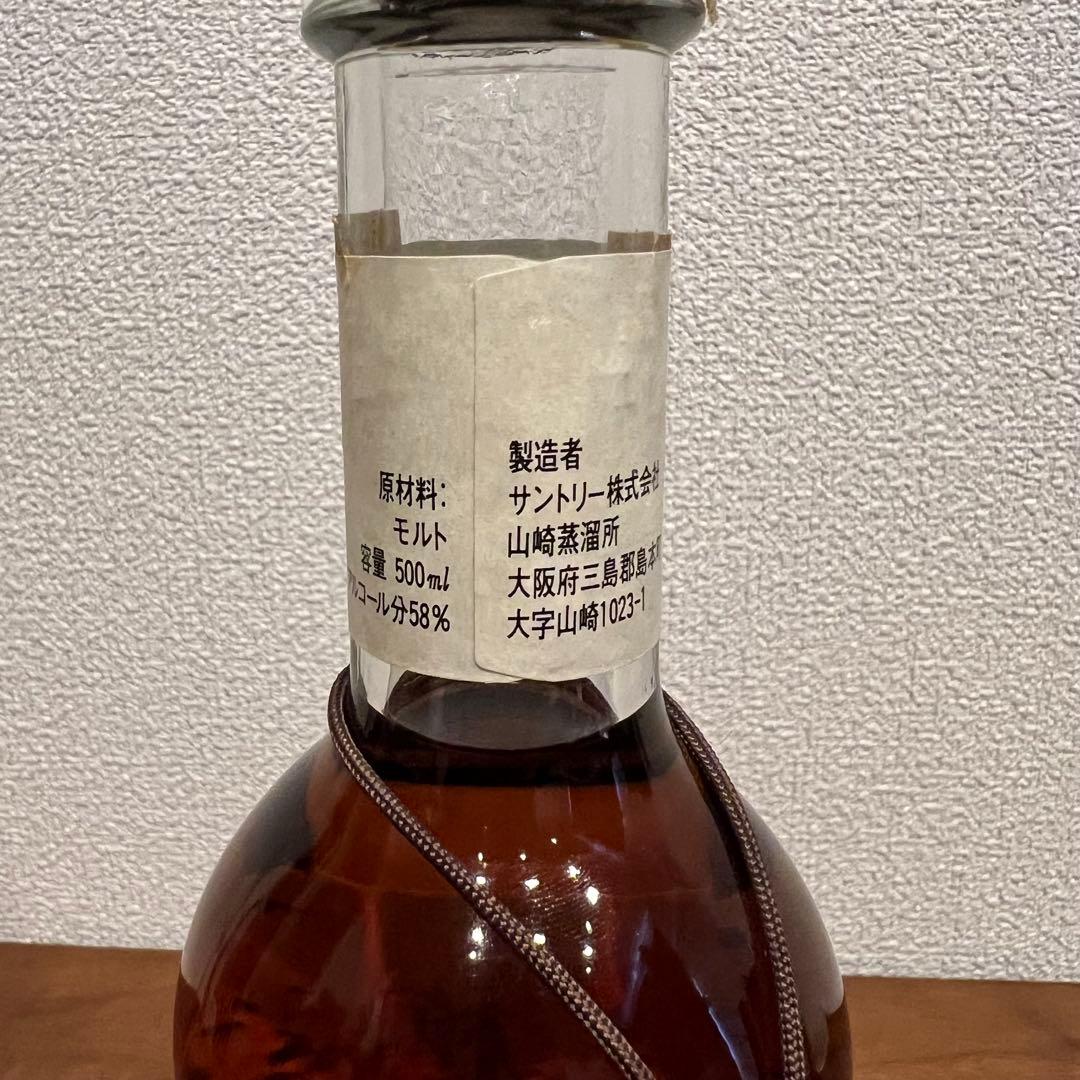 原材料:
モルト
容量 500ml
アルコール分58%
製造者
サントリー株式会社
山崎蒸溜所
大阪府三島郡島本町
大字山崎1023-1